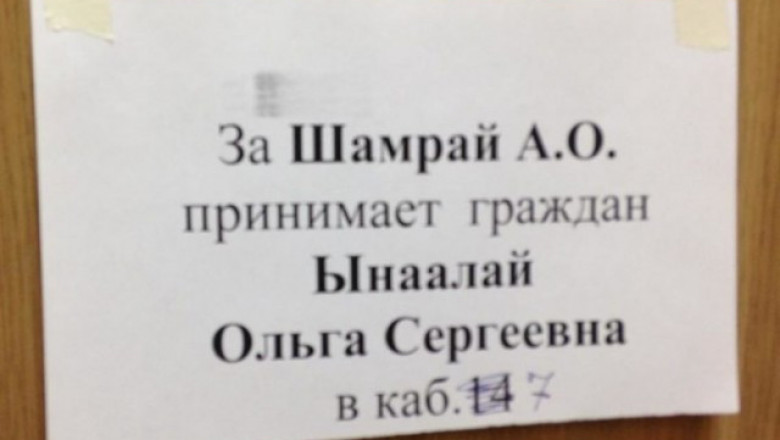 За Шамрай А.О.
принимает граждан
Ынаалай
Ольга Сергеевна
в каб.14 7